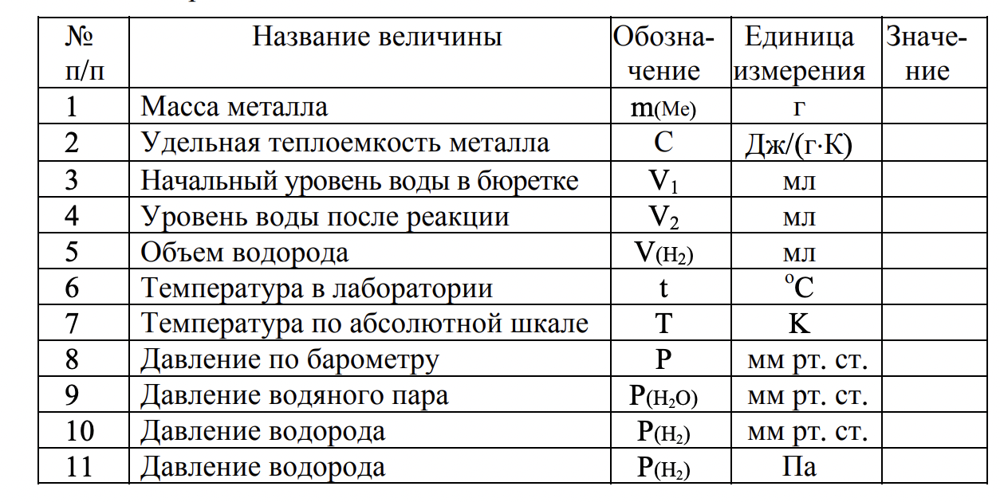 № п/п Название величины Обозна-чение Единица измерения Значе-ние
1 Масса металла m(Me) г
2 Удельная теплоемкость металла C Дж/(г·К)
3 Начальный уровень воды в бюретке V₁ мл
4 Уровень воды после реакции V₂ мл
5 Объем водорода V(H₂) мл
6 Температура в лаборатории t °C
7 Температура по абсолютной шкале T K
8 Давление по барометру P мм рт. ст.
9 Давление водяного пара P(H₂O) мм рт. ст.
10 Давление водорода P(H₂) мм рт. ст.
11 Давление водорода P(H₂) Па